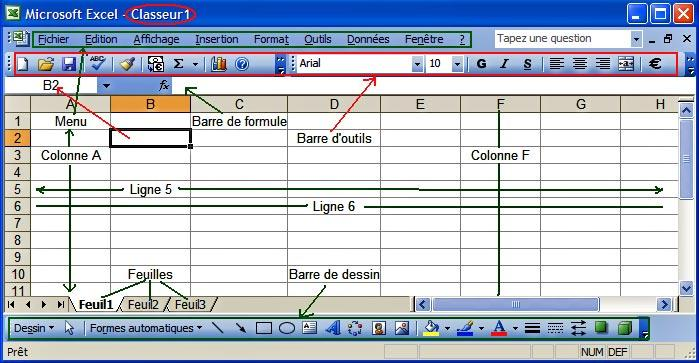 Microsoft Excel - Classeur1
Fichier Edition Affichage Insertion Format Outils Données Fenêtre ? Tapez une question
ABC Σ Arial 10 G I S €
B2 fx
A B C D E F G H
1 Menu Barre de formule
2 Barre d'outils
3 Colonne A Colonne F
4
5 Ligne 5
6 Ligne 6
7
8
9
10 Feuilles Barre de dessin
11
Feuil1 Feuil2 Feuil3
Dessin Formes automatiques A A
Prêt NUM DEF